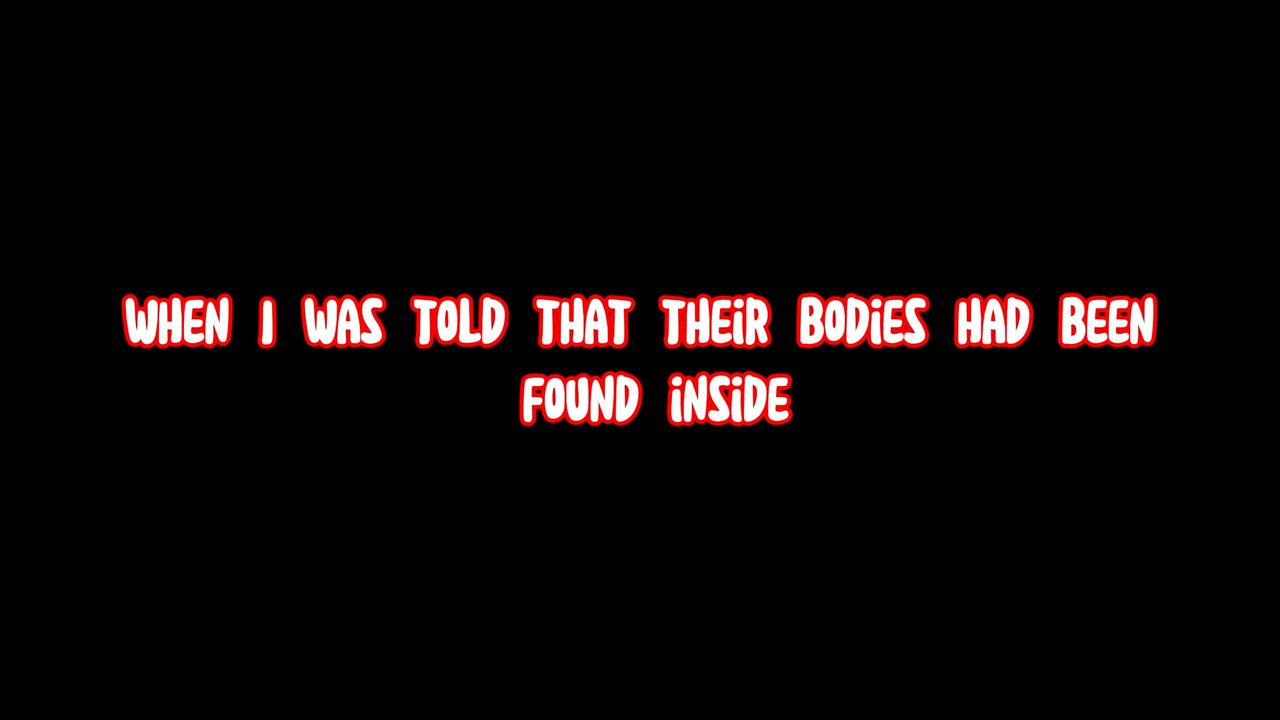 WHEN I WAS TOLD THAT THEIR BODIES HAD BEEN
FOUND INSIDE